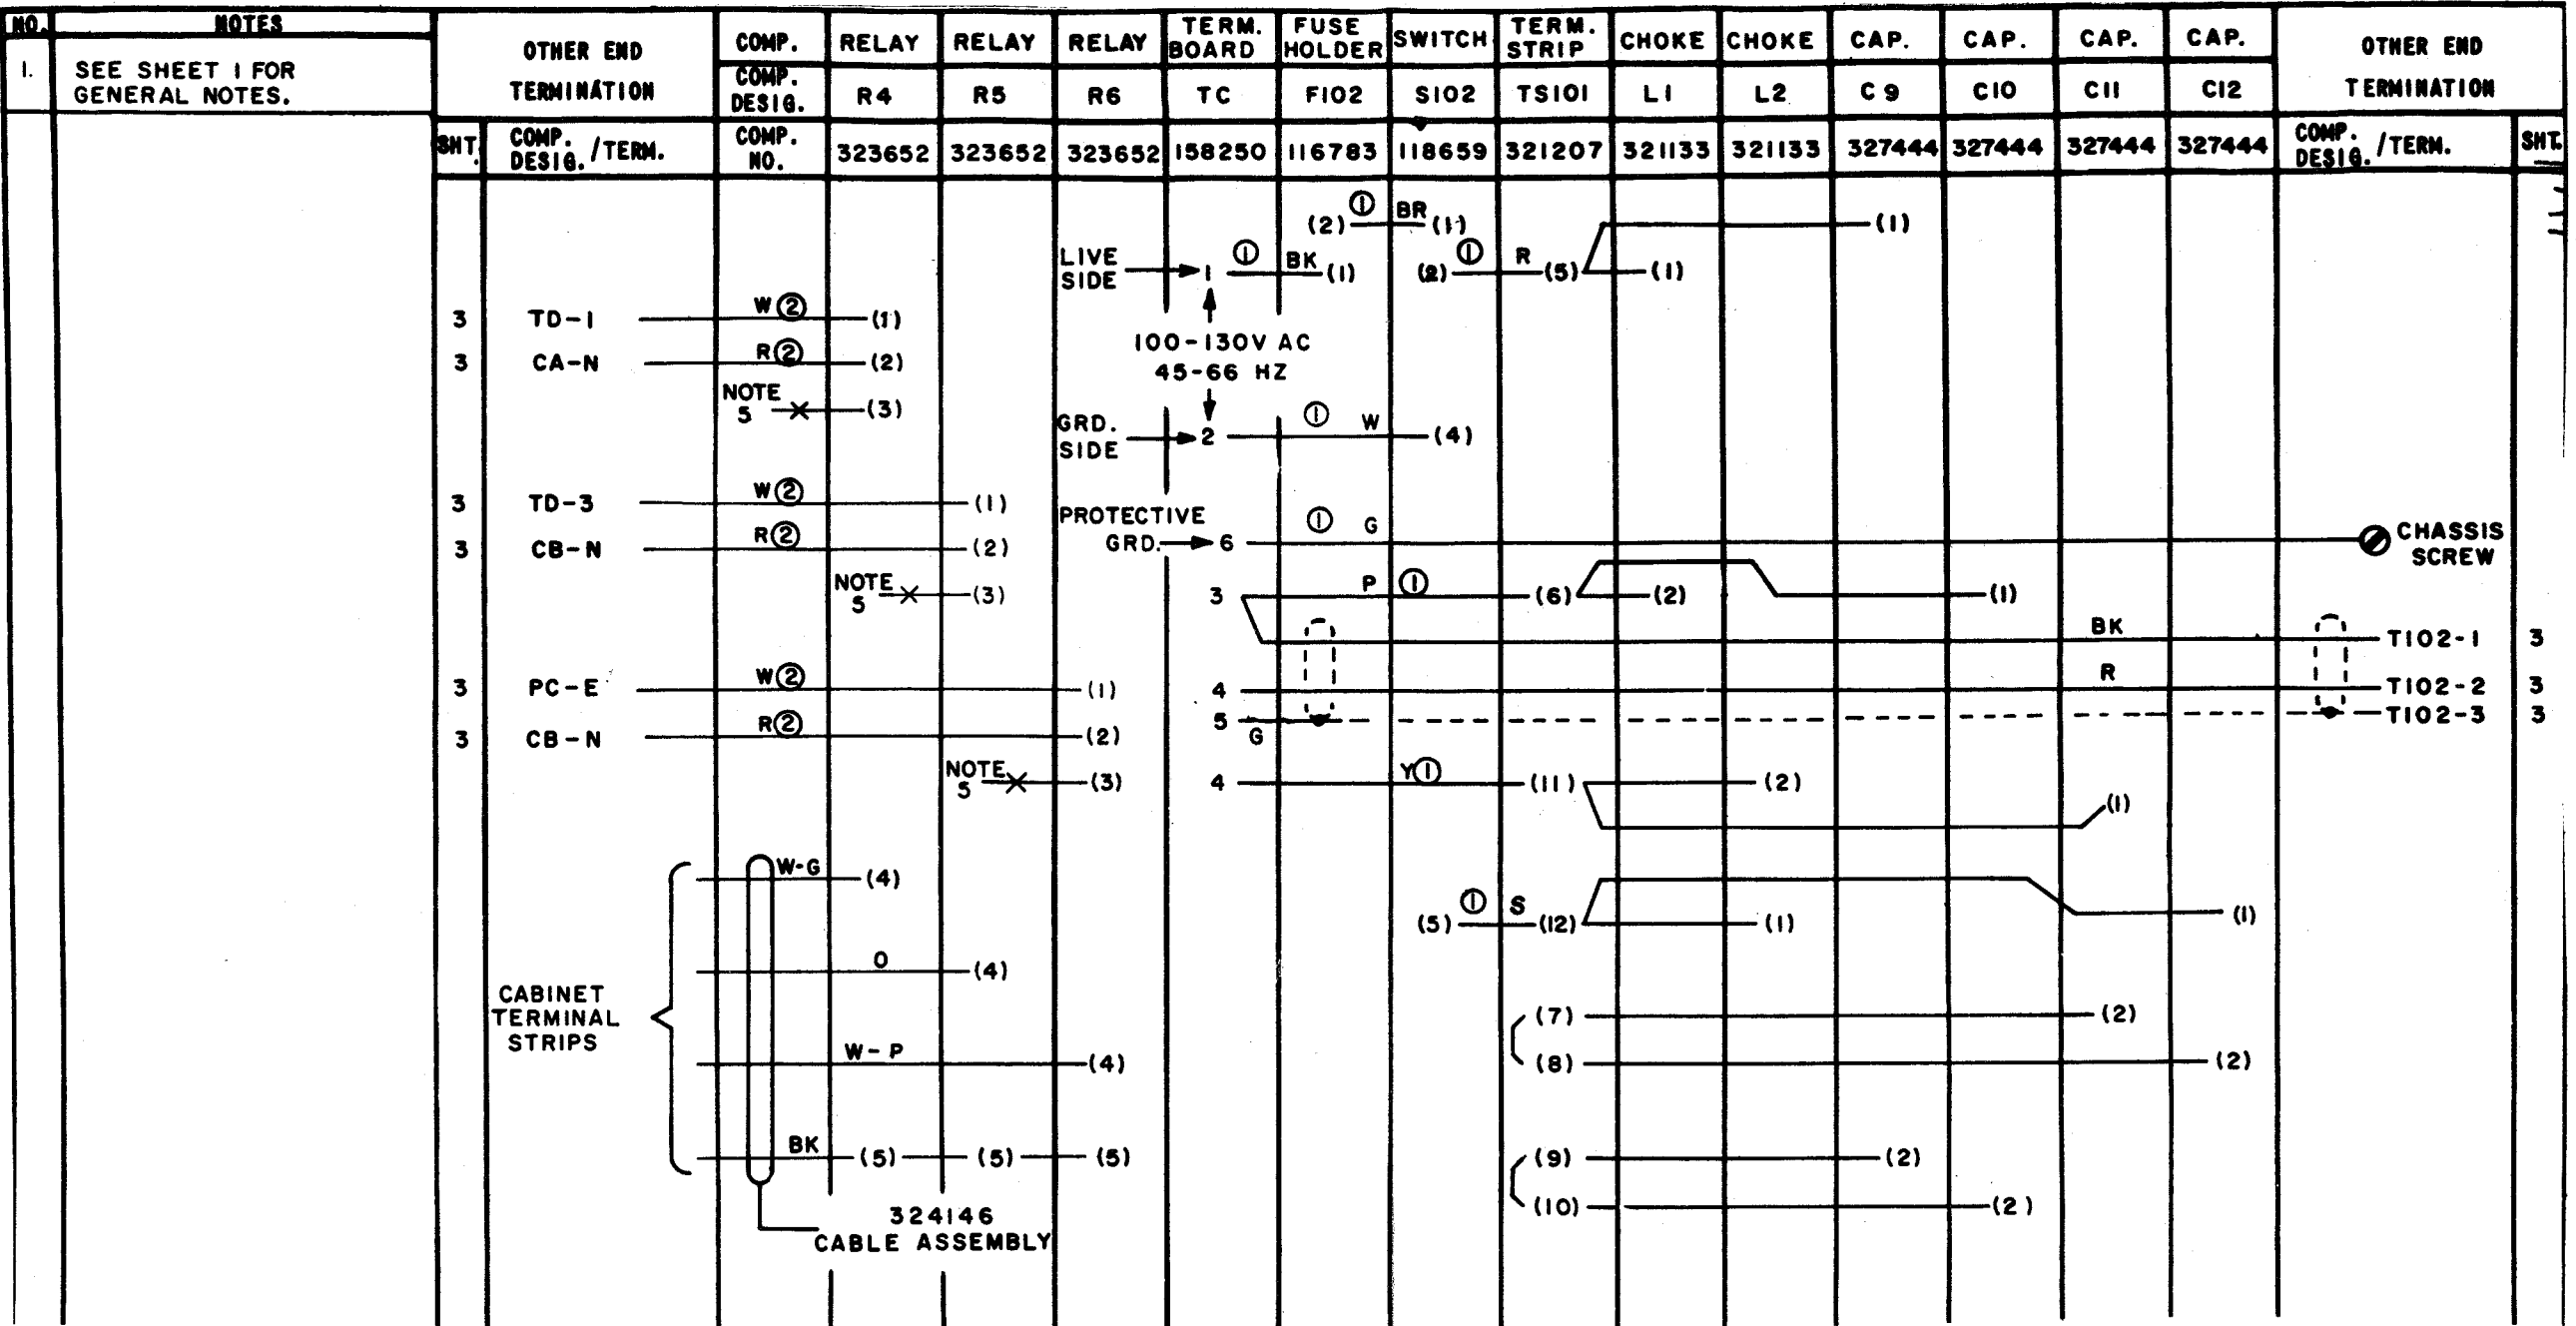 NO. NOTES
1. SEE SHEET 1 FOR
GENERAL NOTES.
OTHER END
TERMINATION
SHT. COMP. DESIG. / TERM.
COMP. RELAY RELAY RELAY TERM. BOARD FUSE HOLDER SWITCH TERM. STRIP CHOKE CHOKE CAP. CAP. CAP. CAP.
COMP. DESIG. R4 R5 R6 TC F102 S102 TS101 L1 L2 C9 C10 C11 C12
COMP. NO. 323652 323652 323652 158250 116783 118659 321207 321133 321133 327444 327444 327444 327444
OTHER END
TERMINATION
COMP. DESIG. / TERM. SHT.
(2) 1 BR (1) (1)
LIVE SIDE 1 1 BK (1) (2) 1 R (5) (1)
3 TD-1 W 2 (1)
100-130V AC
45-66 HZ
3 CA-N R 2 (2)
NOTE 5 (3)
GRD. SIDE 2 1 W (4)
3 TD-3 W 2 (1)
PROTECTIVE GRD. 6 1 G CHASSIS SCREW
3 CB-N R 2 (2)
NOTE 5 (3)
3 P 1 (6) (2) (1)
BK T102-1 3
3 PC-E W 2 (1)
4 R T102-2 3
5 G T102-3 3
3 CB-N R 2 (2)
NOTE 5 (3)
4 Y 1 (11) (2)
(1)
W-G (4)
(5) 1 S (12) (1) (1)
O (4)
CABINET
TERMINAL
STRIPS
(7) (2)
W-P (4)
(8) (2)
BK (5) (5) (5)
(9) (2)
(10) (2)
324146
CABLE ASSEMBLY